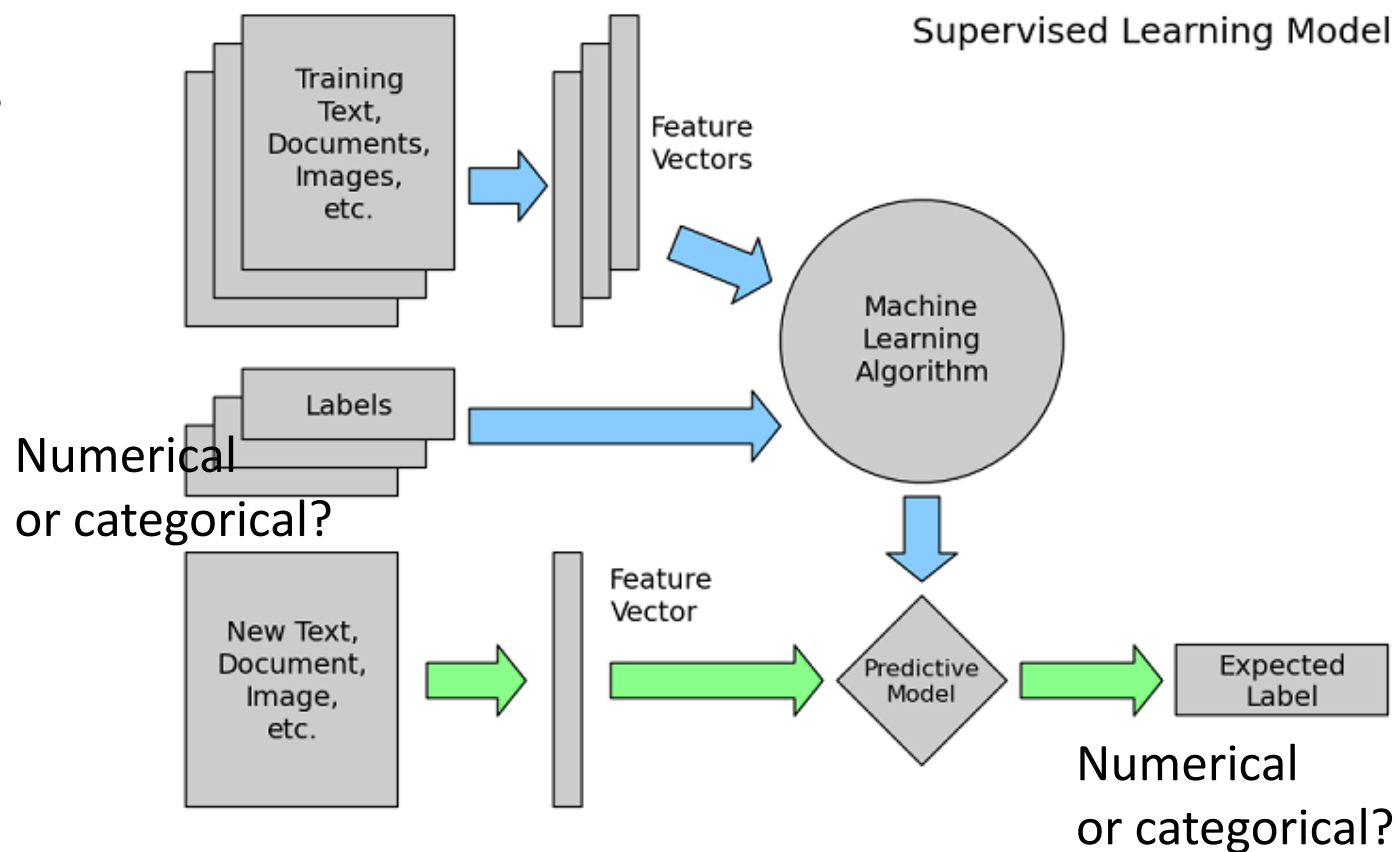 Supervised Learning Model
Training
Text,
Documents,
Images,
etc.
Feature
Vectors
Machine
Learning
Algorithm
Labels
Numerical
or categorical?
New Text,
Document,
Image,
etc.
Feature
Vector
Predictive
Model
Expected
Label
Numerical
or categorical?